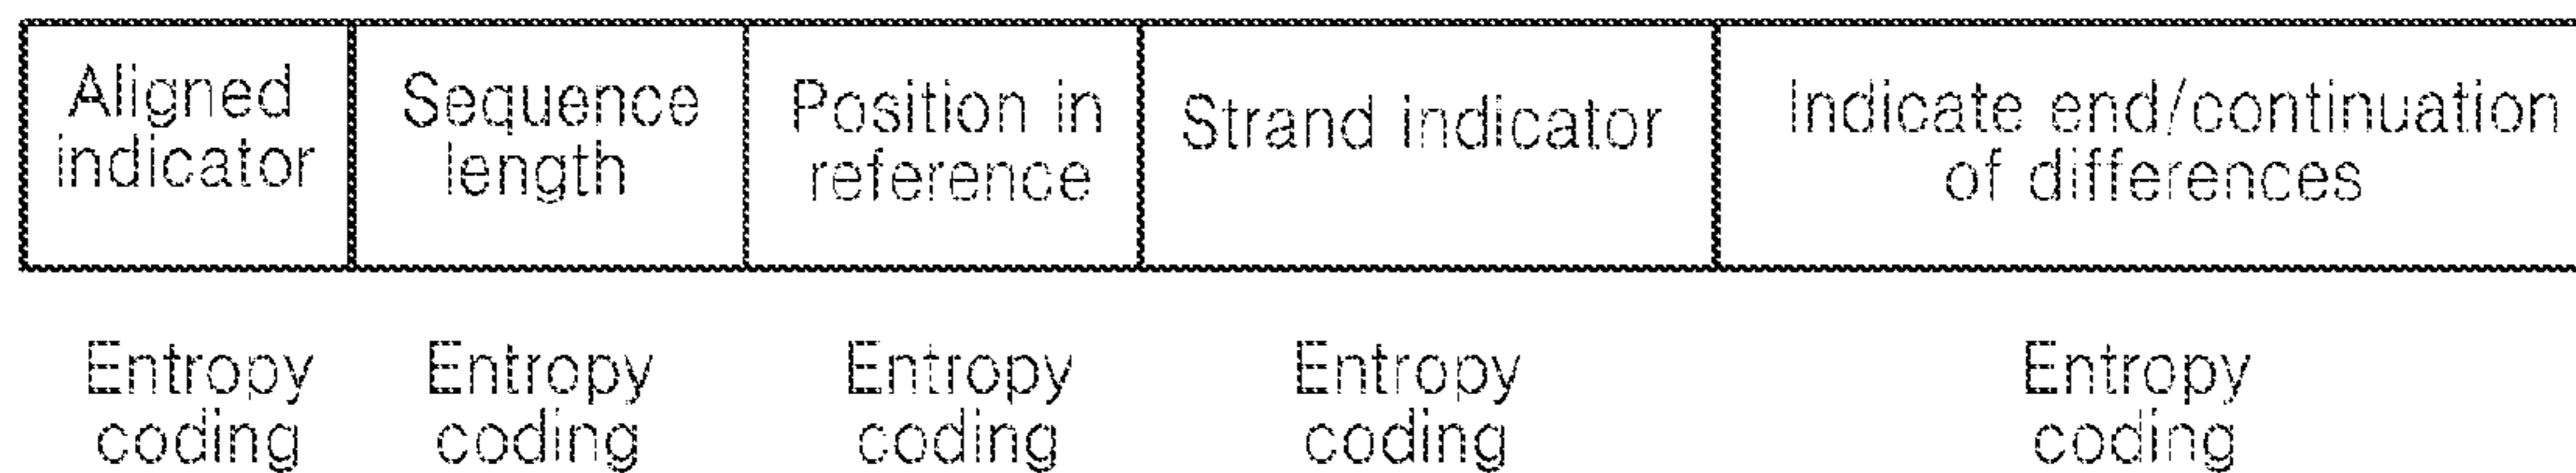 Aligned
indicator
Sequence
length
Position in
reference
Strand indicator
Indicate end/continuation
of differences
Entropy
coding
Entropy
coding
Entropy
coding
Entropy
coding
Entropy
coding